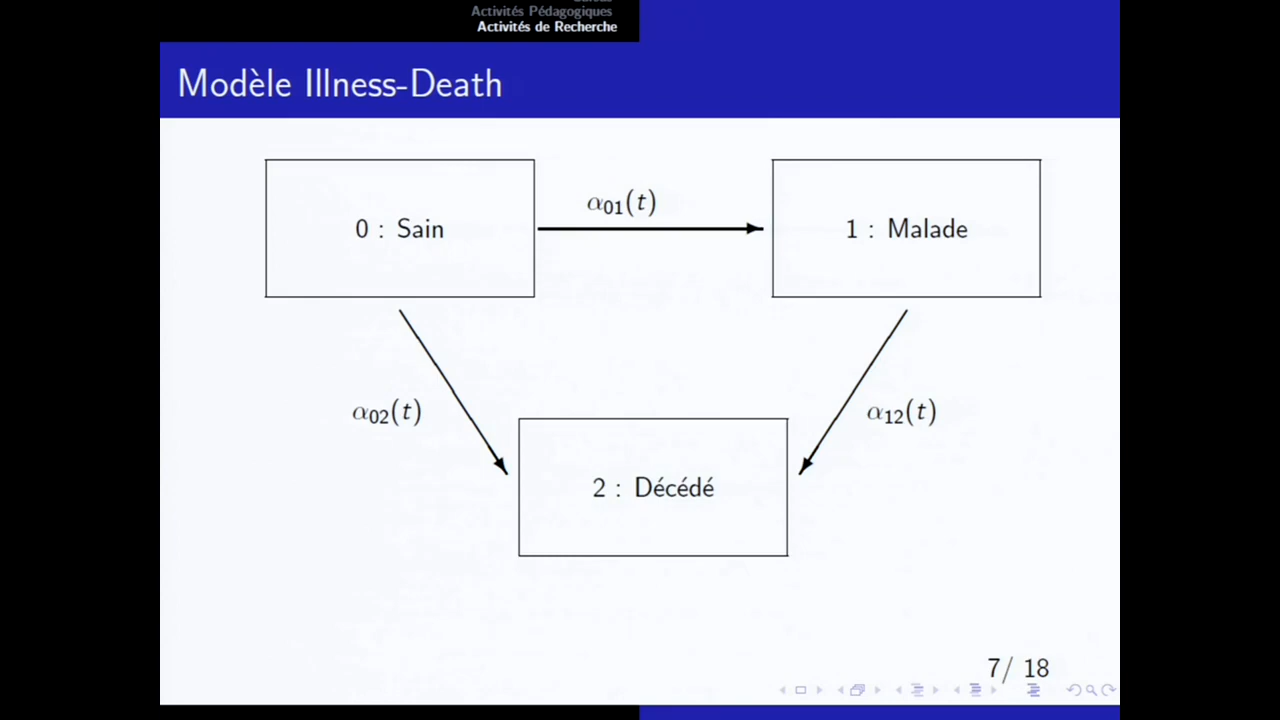 Activités Pédagogiques
Activités de Recherche
Modèle Illness-Death
α01(t)
0 : Sain
1 : Malade
α02(t)
α12(t)
2 : Décédé
7/ 18